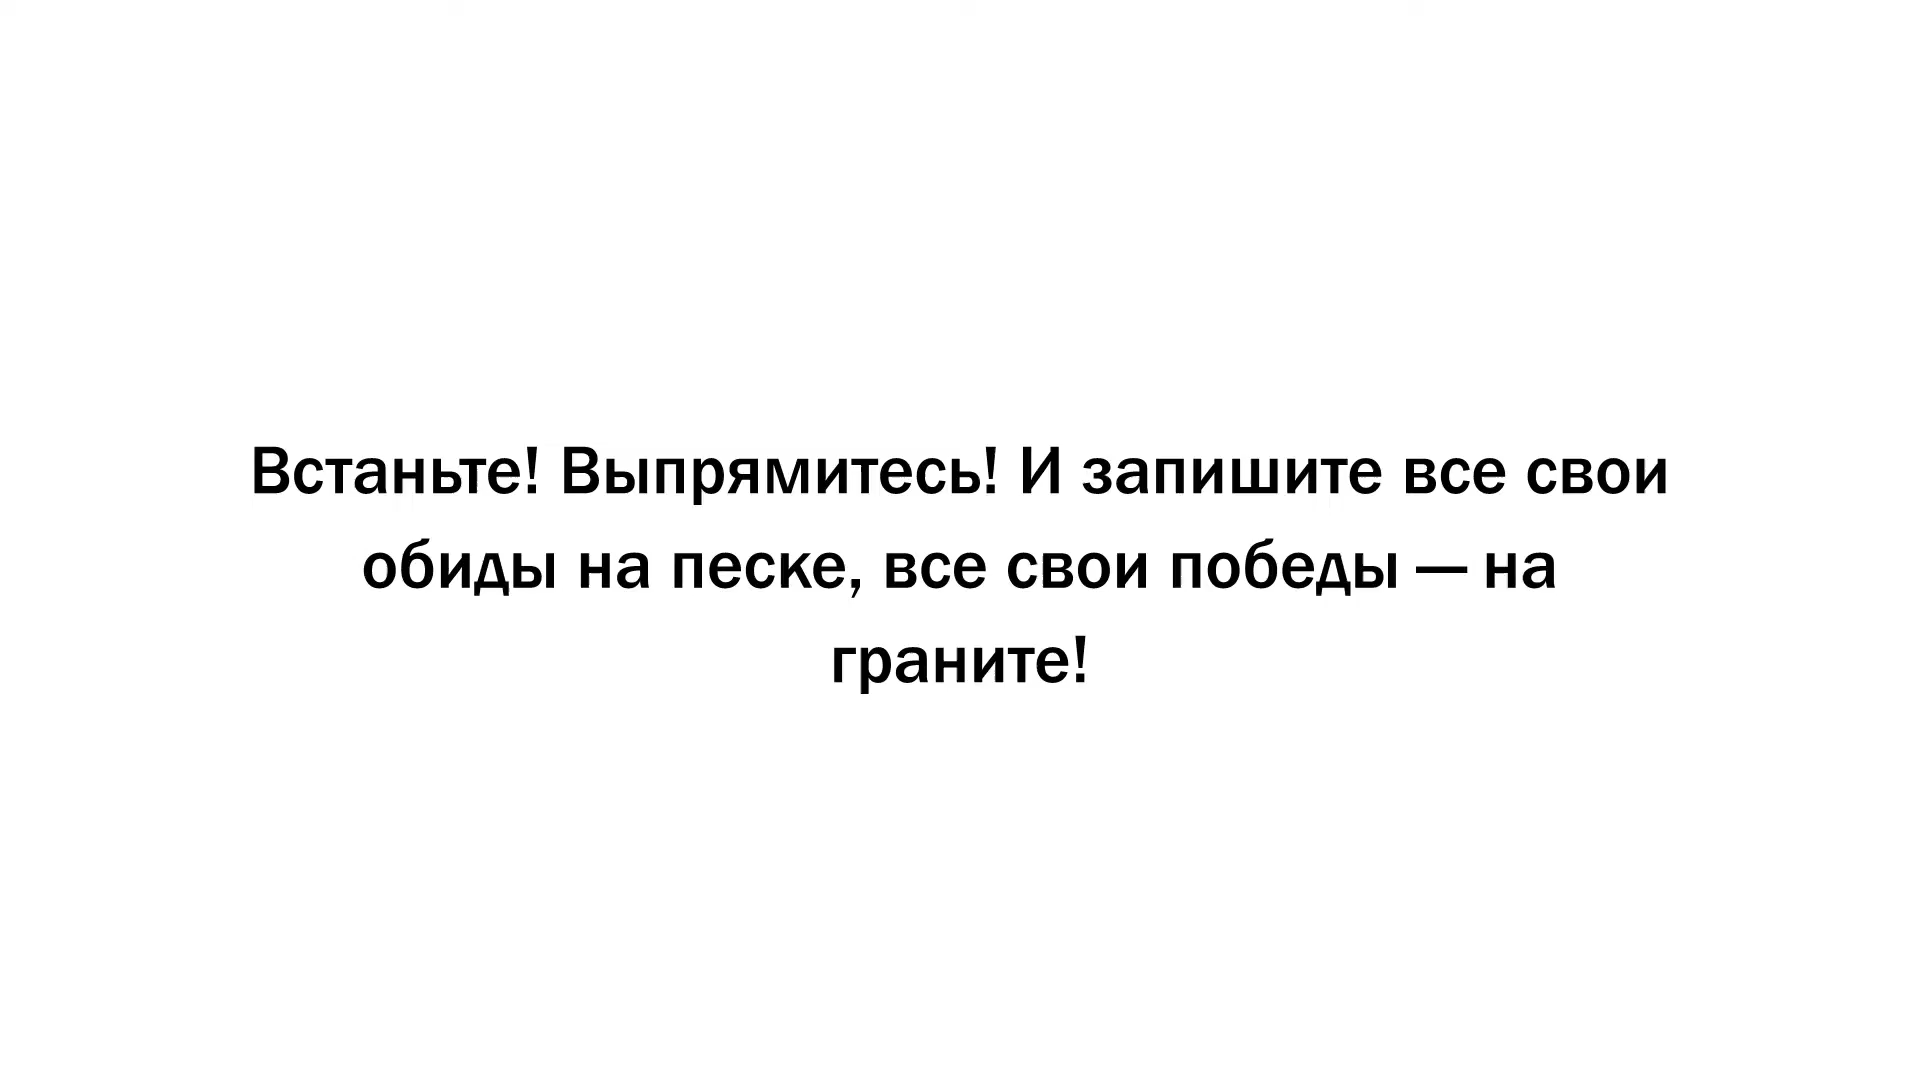 Встаньте! Выпрямитесь! И запишите все свои
обиды на песке, все свои победы — на
граните!